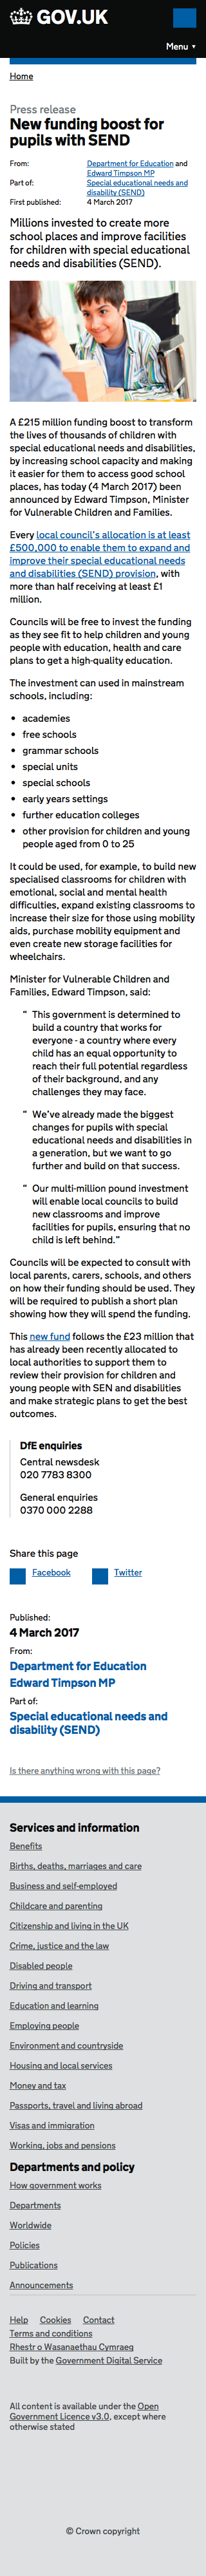 GOV.UK
Menu ▼
Home
Press release
New funding boost for
pupils with SEND
From: Department for Education and
Edward Timpson MP
Part of: Special educational needs and
disability (SEND)
First published: 4 March 2017
Millions invested to create more
school places and improve facilities
for children with special educational
needs and disabilities (SEND).
A £215 million funding boost to transform
the lives of thousands of children with
special educational needs and disabilities,
by increasing school capacity and making
it easier for them to access good school
places, has today (4 March 2017) been
announced by Edward Timpson, Minister
for Vulnerable Children and Families.
Every local council's allocation is at least
£500,000 to enable them to expand and
improve their special educational needs
and disabilities (SEND) provision, with
more than half receiving at least £1
million.
Councils will be free to invest the funding
as they see fit to help children and young
people with education, health and care
plans to get a high-quality education.
The investment can used in mainstream
schools, including:
• academies
• free schools
• grammar schools
• special units
• special schools
• early years settings
• further education colleges
• other provision for children and young
people aged from 0 to 25
It could be used, for example, to build new
specialised classrooms for children with
emotional, social and mental health
difficulties, expand existing classrooms to
increase their size for those using mobility
aids, purchase mobility equipment and
even create new storage facilities for
wheelchairs.
Minister for Vulnerable Children and
Families, Edward Timpson, said:
“ This government is determined to
build a country that works for
everyone - a country where every
child has an equal opportunity to
reach their full potential regardless
of their background, and any
challenges they may face.
“ We've already made the biggest
changes for pupils with special
educational needs and disabilities in
a generation, but we want to go
further and build on that success.
“ Our multi-million pound investment
will enable local councils to build
new classrooms and improve
facilities for pupils, ensuring that no
child is left behind.”
Councils will be expected to consult with
local parents, carers, schools, and others
on how their funding should be used. They
will be required to publish a short plan
showing how they will spend the funding.
This new fund follows the £23 million that
has already been recently allocated to
local authorities to support them to
review their provision for children and
young people with SEN and disabilities
and make strategic plans to get the best
outcomes.
DfE enquiries
Central newsdesk
020 7783 8300
General enquiries
0370 000 2288
Share this page
Facebook Twitter
Published:
4 March 2017
From:
Department for Education
Edward Timpson MP
Part of:
Special educational needs and
disability (SEND)
Is there anything wrong with this page?
Services and information
Benefits
Births, deaths, marriages and care
Business and self-employed
Childcare and parenting
Citizenship and living in the UK
Crime, justice and the law
Disabled people
Driving and transport
Education and learning
Employing people
Environment and countryside
Housing and local services
Money and tax
Passports, travel and living abroad
Visas and immigration
Working, jobs and pensions
Departments and policy
How government works
Departments
Worldwide
Policies
Publications
Announcements
Help Cookies Contact
Terms and conditions
Rhestr o Wasanaethau Cymraeg
Built by the Government Digital Service
All content is available under the Open
Government Licence v3.0, except where
otherwise stated
© Crown copyright